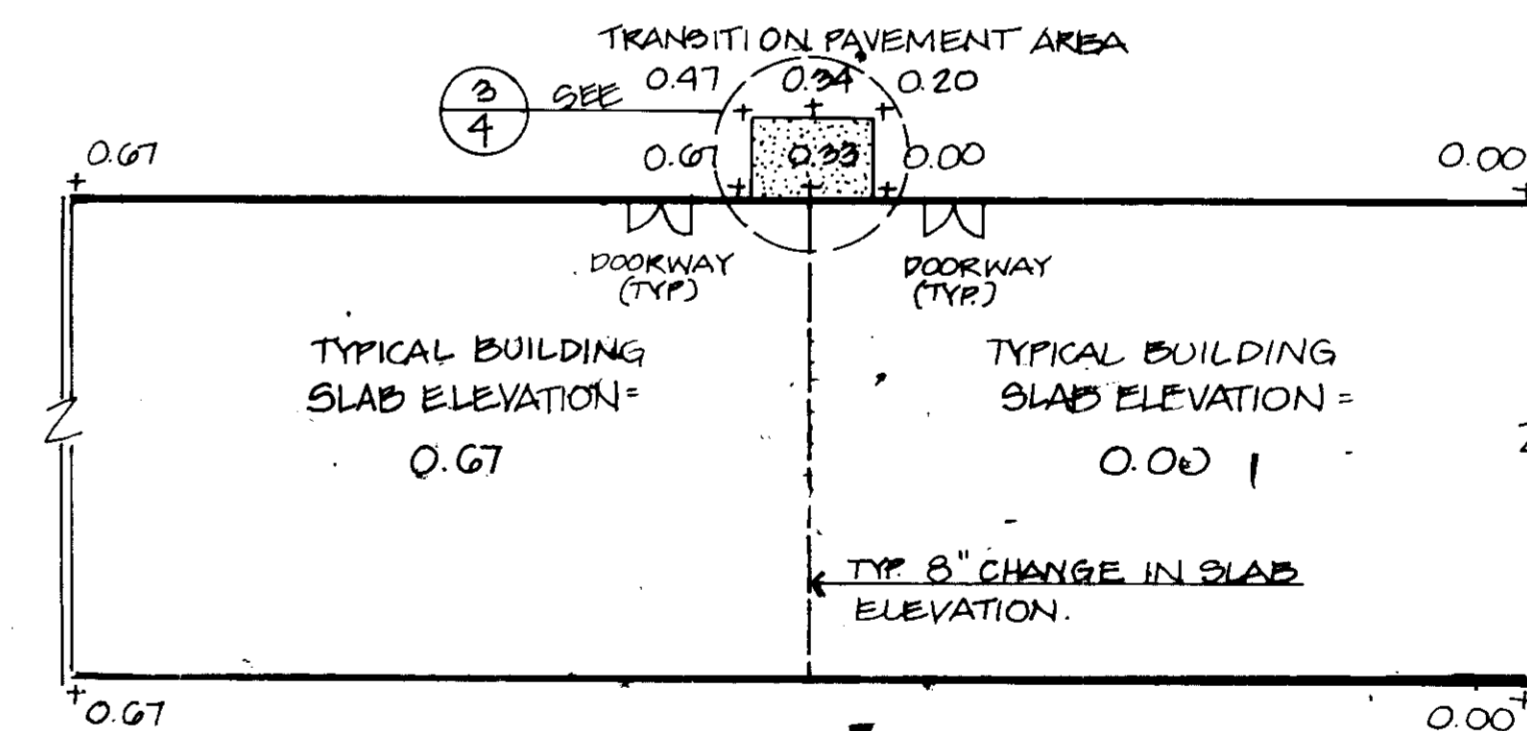 TRANSITION PAVEMENT AREA
3
4
SEE
0.47 0.34 0.20
0.67
0.67 0.33 0.00
0.00
DOORWAY
(TYP)
DOORWAY
(TYP.)
TYPICAL BUILDING
SLAB ELEVATION=
0.67
TYPICAL BUILDING
SLAB ELEVATION =
0.00
TYP. 8" CHANGE IN SLAB
ELEVATION.
0.67
0.00